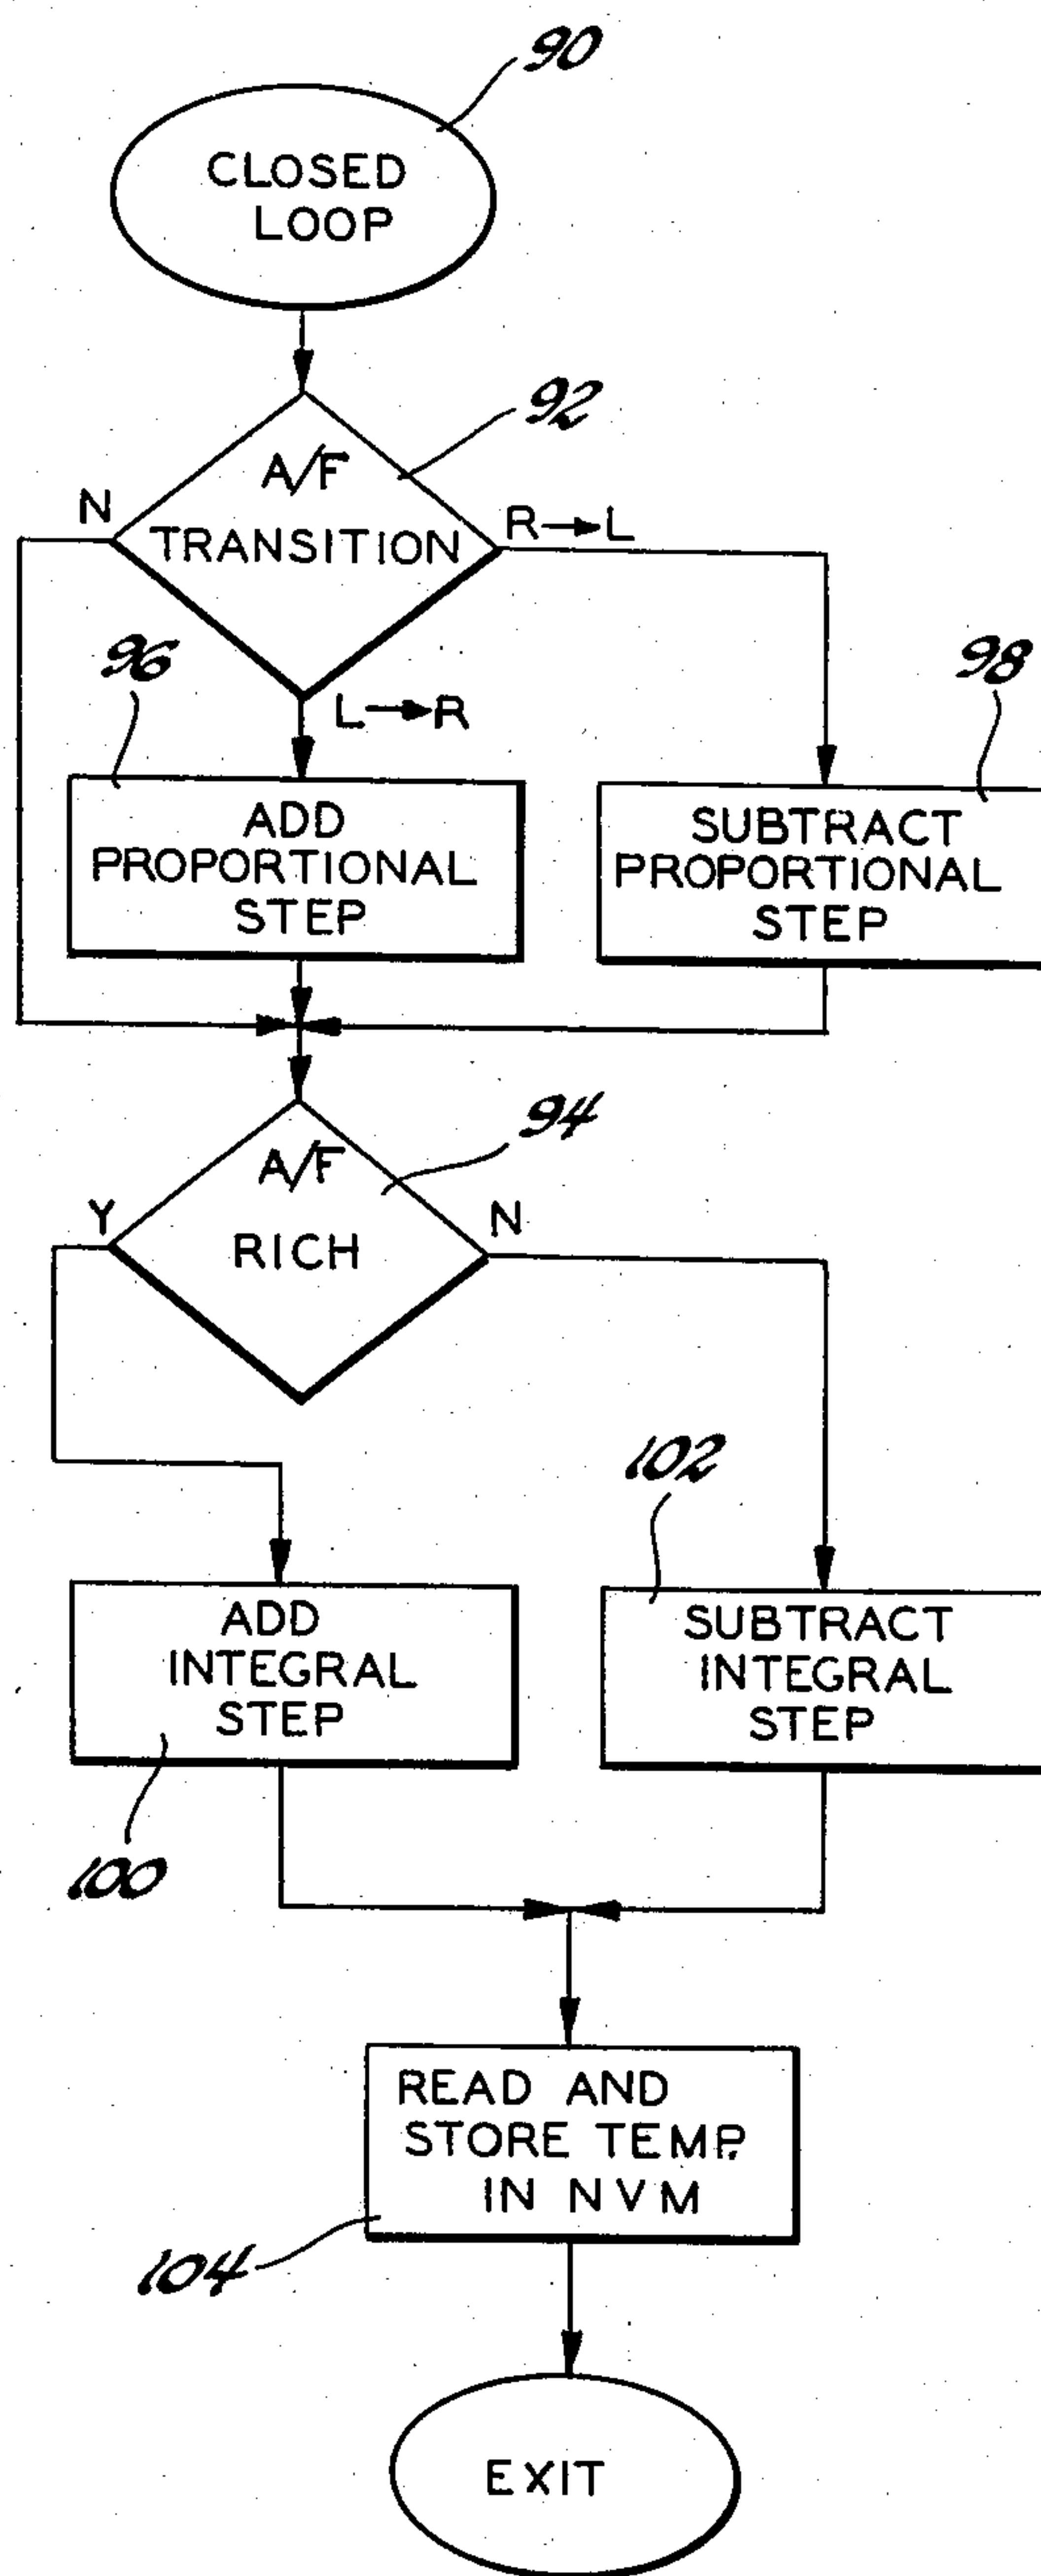 90
CLOSED
LOOP
92
A/F
TRANSITION
N
R→L
96
98
L→R
ADD
PROPORTIONAL
STEP
SUBTRACT
PROPORTIONAL
STEP
94
A/F
RICH
Y
N
102
ADD
INTEGRAL
STEP
SUBTRACT
INTEGRAL
STEP
100
READ AND
STORE TEMP.
IN NVM
104
EXIT